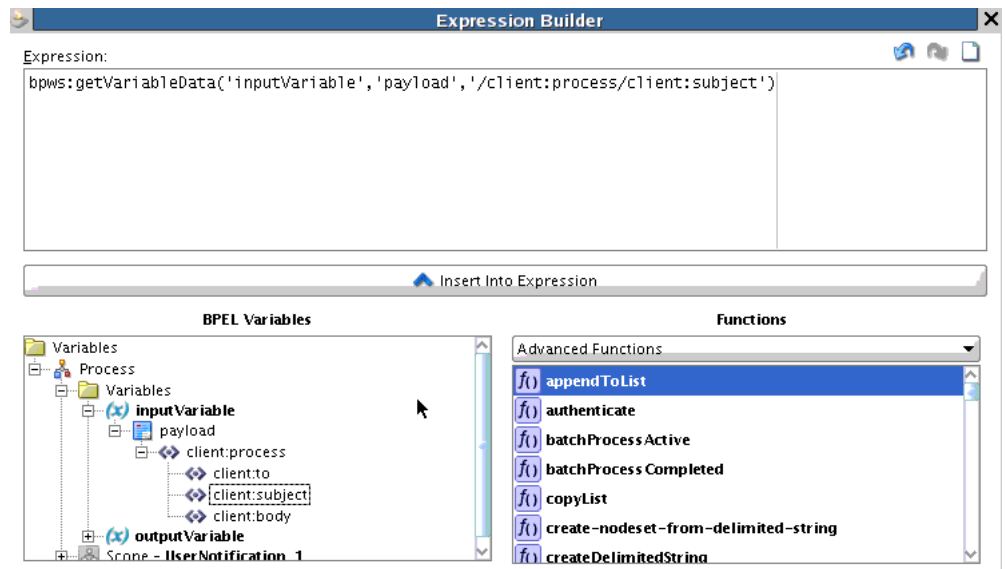 Expression Builder
Expression:
bpws:getVariableData('inputVariable','payload','/client:process/client:subject')
Insert Into Expression
BPEL Variables
Variables
Process
Variables
(x) inputVariable
payload
client:process
client:to
client:subject
client:body
(x) outputVariable
Scope - UserNotification_1
Functions
Advanced Functions
f() appendToList
f() authenticate
f() batchProcessActive
f() batchProcessCompleted
f() copyList
f() create-nodeset-from-delimited-string
f() createDelimitedString